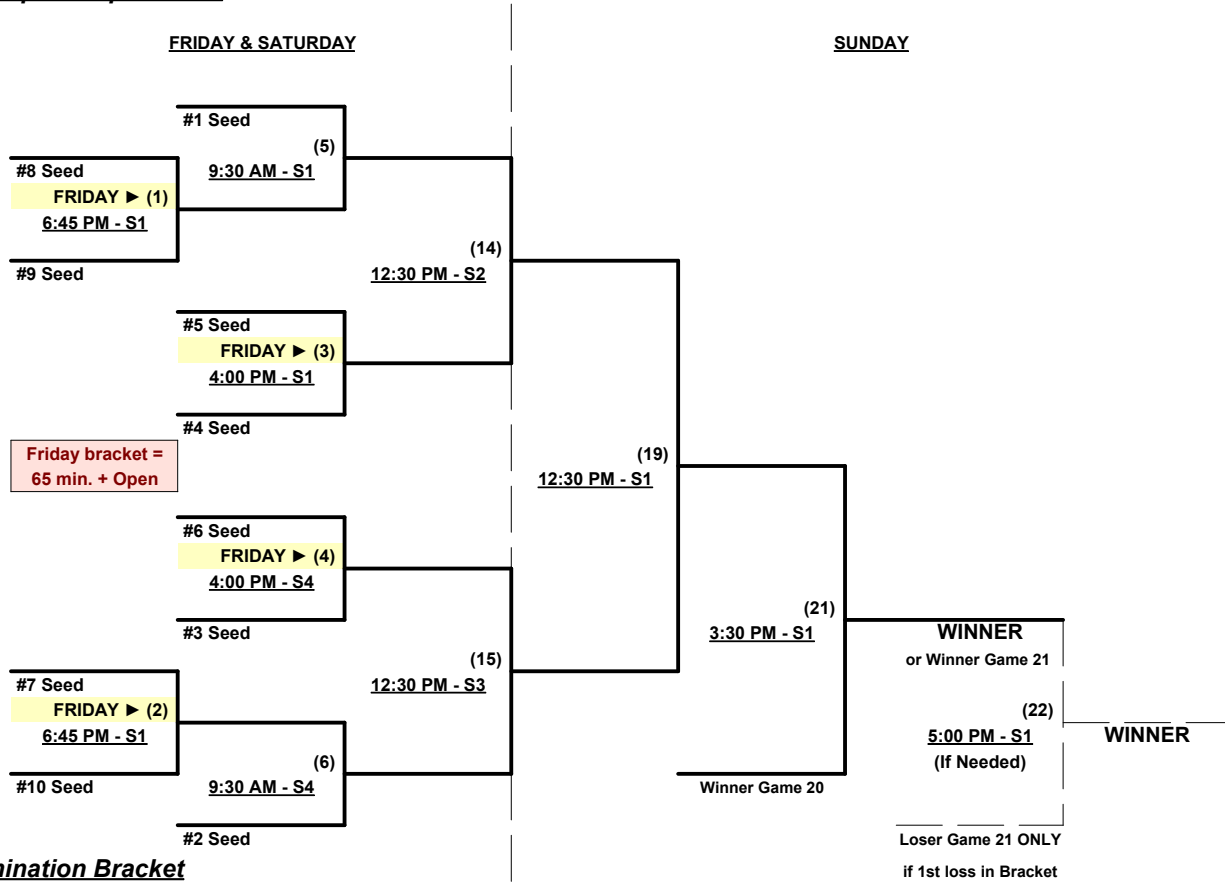 FRIDAY & SATURDAY
SUNDAY
#1 Seed
(5)
9:30 AM - S1
#8 Seed
FRIDAY ► (1)
6:45 PM - S1
#9 Seed
(14)
12:30 PM - S2
#5 Seed
FRIDAY ► (3)
4:00 PM - S1
#4 Seed
Friday bracket =
65 min. + Open
(19)
12:30 PM - S1
#6 Seed
FRIDAY ► (4)
4:00 PM - S4
#3 Seed
(15)
12:30 PM - S3
#7 Seed
FRIDAY ► (2)
6:45 PM - S1
#10 Seed
(6)
9:30 AM - S4
#2 Seed
(21)
3:30 PM - S1
Winner Game 20
WINNER
or Winner Game 21
(22)
5:00 PM - S1
(If Needed)
WINNER
Loser Game 21 ONLY
if 1st loss in Bracket
mination Bracket